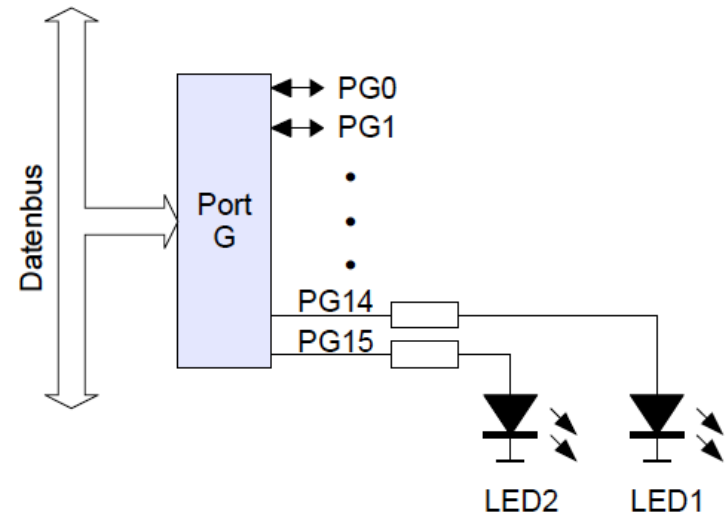 Datenbus
Port
G
PG0
PG1
PG14
PG15
LED2
LED1